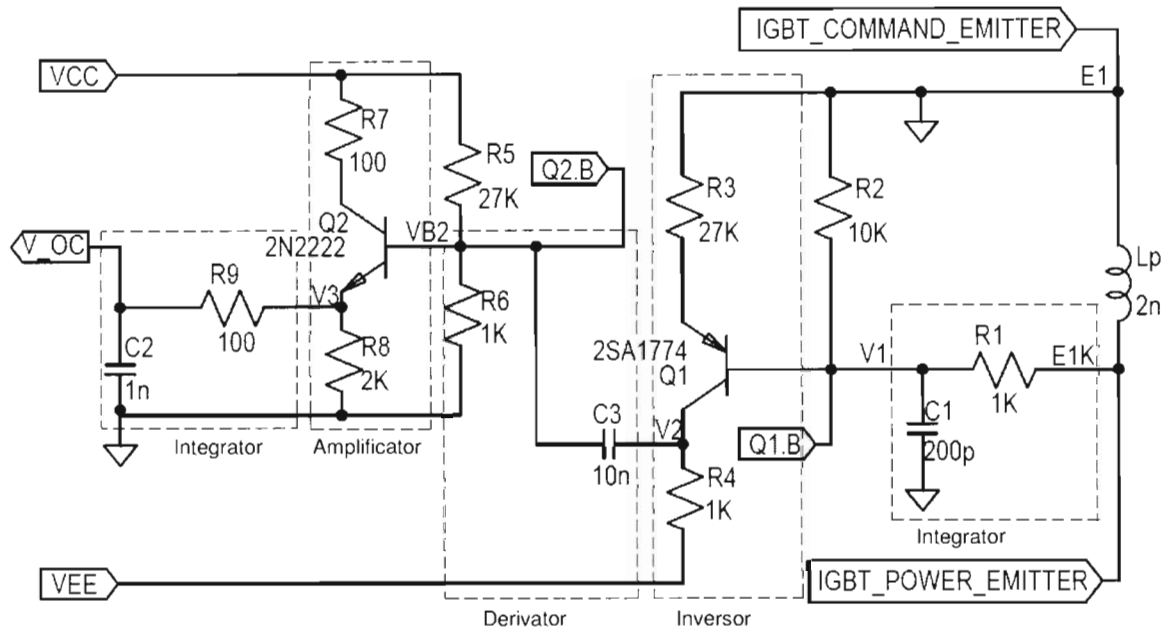 IGBT_COMMAND_EMITTER
VCC
E1
R7
100
R5
27K
Q2.B
R3
27K
R2
10K
Q2
2N2222
VB2
V_OC
Lp
2n
R9
100
V3
R6
1K
R8
2K
C2
1n
2SA1774
Q1
V1
R1
1K
E1K
C1
200p
C3
10n
V2
Q1.B
R4
1K
Integrator
Amplificator
Integrator
VEE
IGBT_POWER_EMITTER
Derivator
Inversor